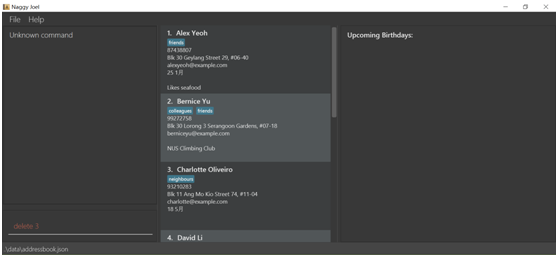 Naggy Joel
File Help
Unknown command
delete 3
1. Alex Yeoh
friends
87438807
Blk 30 Geylang Street 29, #06-40
alexyeoh@example.com
25 1月
Likes seafood
2. Bernice Yu
colleagues friends
99272758
Blk 30 Lorong 3 Serangoon Gardens, #07-18
berniceyu@example.com
NUS Climbing Club
3. Charlotte Oliveiro
neighbours
93210283
Blk 11 Ang Mo Kio Street 74, #11-04
charlotte@example.com
18 5月
4. David Li
Upcoming Birthdays:
.\data\addressbook.json